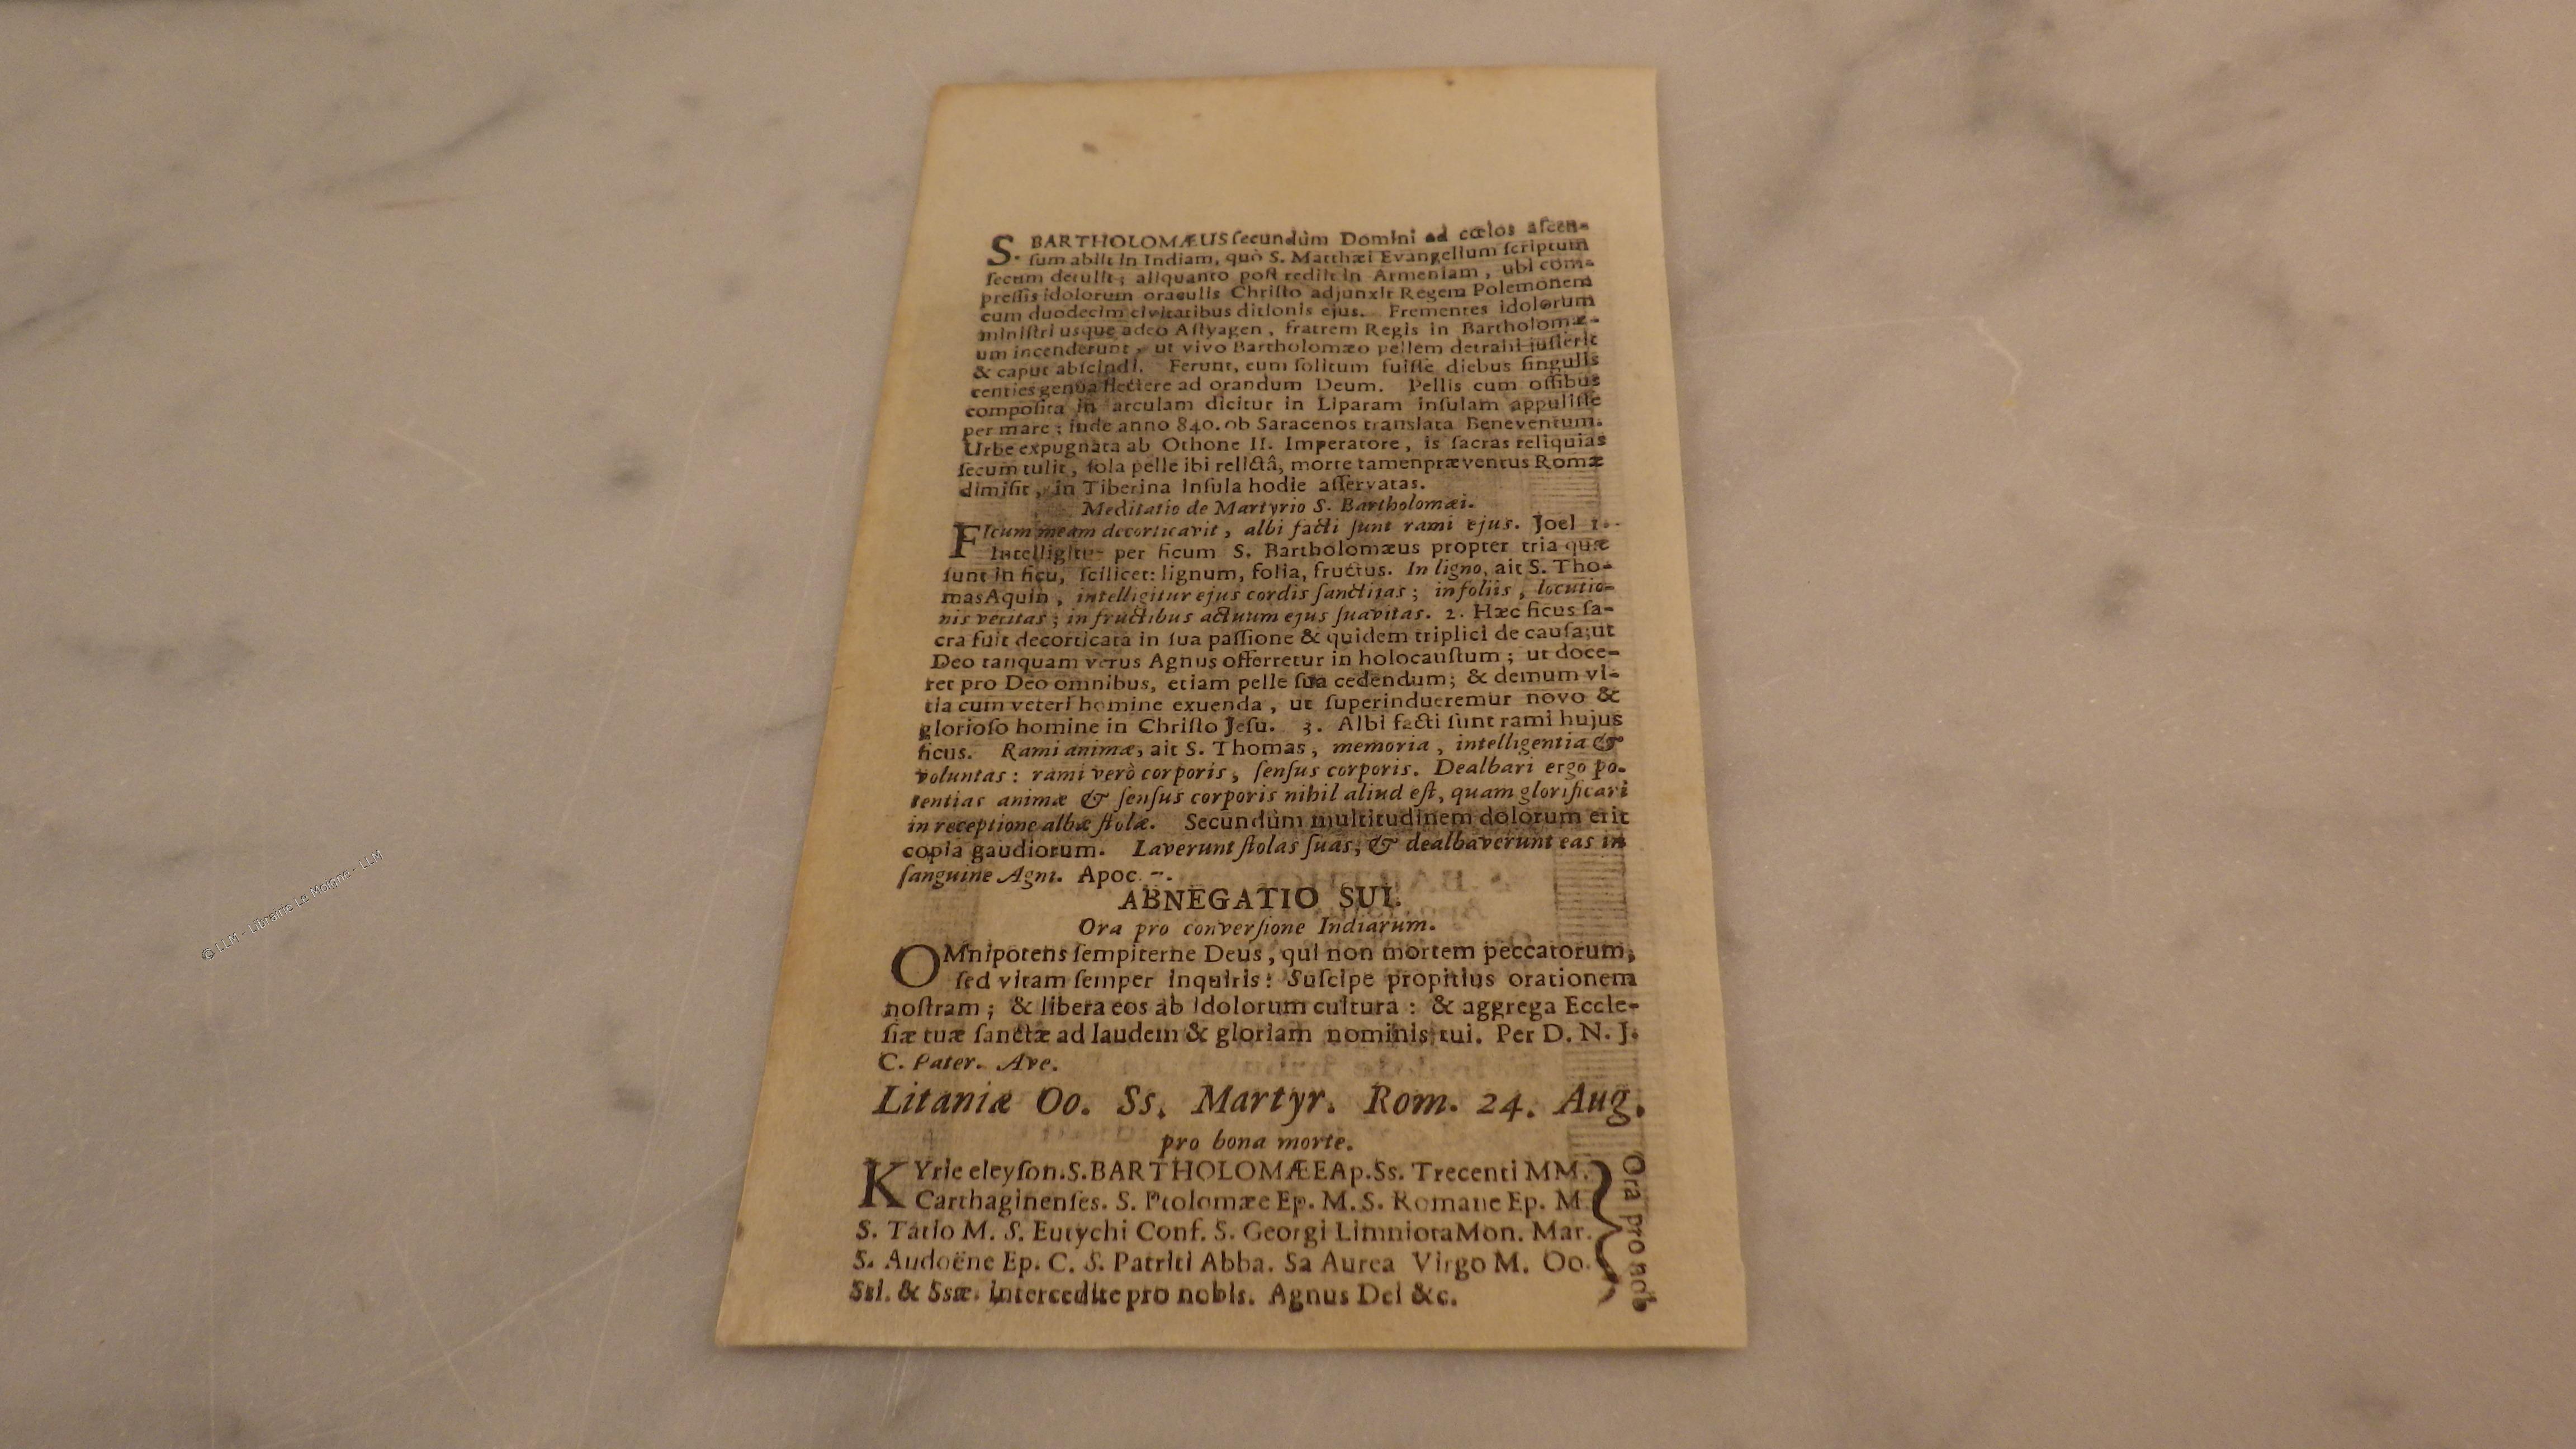 S. BARTHOLOMÆUS ſecundùm Domini ad cœlos aſcen-
ſum abiit in Indiam, quò S. Matthæi Evangelium ſcriptum
ſecum detulit; aliquanto poſt rediit in Armeniam, ubi com-
preſſis idolorum oraculis Chriſto adjunxit Regem Polemonem
cum duodecim civitatibus ditionis ejus. Frementes idolorum
miniſtri usque adeò Aſtyagen, fratrem Regis in Bartholomæ-
um incenderunt, ut vivo Bartholomæo pellem detrahi juſſerit
& caput abſcindi. Ferunt, eum ſolitum fuiſſe diebus ſingulis
centies genua flectere ad orandum Deum. Pellis cum oſſibus
compoſita in arculam dicitur in Liparam inſulam appuliſſe
per mare; inde anno 840. ob Saracenos translata Beneventum.
Urbe expugnata ab Othone II. Imperatore, is ſacras reliquias
ſecum tulit, ſola pelle ibi relictâ, morte tamen præventus Romæ
dimiſit, in Tiberina Inſula hodie aſſervatas.
Meditatio de Martyrio S. Bartholomæi.
FIcum meam decorticavit, albi facti ſunt rami ejus. Joel 1.
Intelligitur per ficum S. Bartholomæus propter tria quæ
ſunt in ficu, ſcilicet: lignum, folia, fructus. In ligno, ait S. Tho-
mas Aquin, intelligitur ejus cordis ſanctitas; in foliis, locutio-
nis veritas; in fructibus actuum ejus ſuavitas. 2. Hæc ficus ſa-
cra fuit decorticata in ſua paſſione & quidem triplici de cauſa; ut
Deo tanquam verus Agnus offerretur in holocauſtum; ut doce-
ret pro Deo omnibus, etiam pelle ſua cedendum; & demum vi-
tia cum veteri homine exuenda, ut ſuperindueremur novo &
glorioſo homine in Chriſto Jeſu. 3. Albi facti ſunt rami hujus
ficus. Rami animæ, ait S. Thomas, memoria, intelligentia &
voluntas: rami verò corporis, ſenſus corporis. Dealbari ergo po-
tentias animæ & ſenſus corporis nihil aliud eſt, quam glorificari
in receptione albæ ſtolæ. Secundùm multitudinem dolorum erit
copia gaudiorum. Laverunt ſtolas ſuas, & dealbaverunt eas in
ſanguine Agni. Apoc. 7.
ABNEGATIO SUI.
Ora pro converſione Indiarum.
OMnipotens ſempiterne Deus, qui non mortem peccatorum,
ſed vitam ſemper inquiris: Suſcipe propitius orationem
noſtram; & libera eos ab Idolorum cultura: & aggrega Eccle-
ſiæ tuæ ſanctæ ad laudem & gloriam nominis tui. Per D. N. J.
C. Pater. Ave.
Litaniæ Oo. Ss. Martyr. Rom. 24. Aug.
pro bona morte.
KYrie eleyſon. S. BARTHOLOMÆE Ap. Ss. Trecenti MM.
Carthaginenſes. S. Ptolomæe Ep. M. S. Romane Ep. M.
S. Tatio M. S. Eutychi Conf. S. Georgi Limniota Mon. Mar.
S. Audoëne Ep. C. S. Patriti Abba. Sa Aurea Virgo M. Oo.
Ssi. & Ssæ. intercedite pro nobis. Agnus Dei &c.
Ora pro nob
© LLM - Librairie Le Moigne - LLM